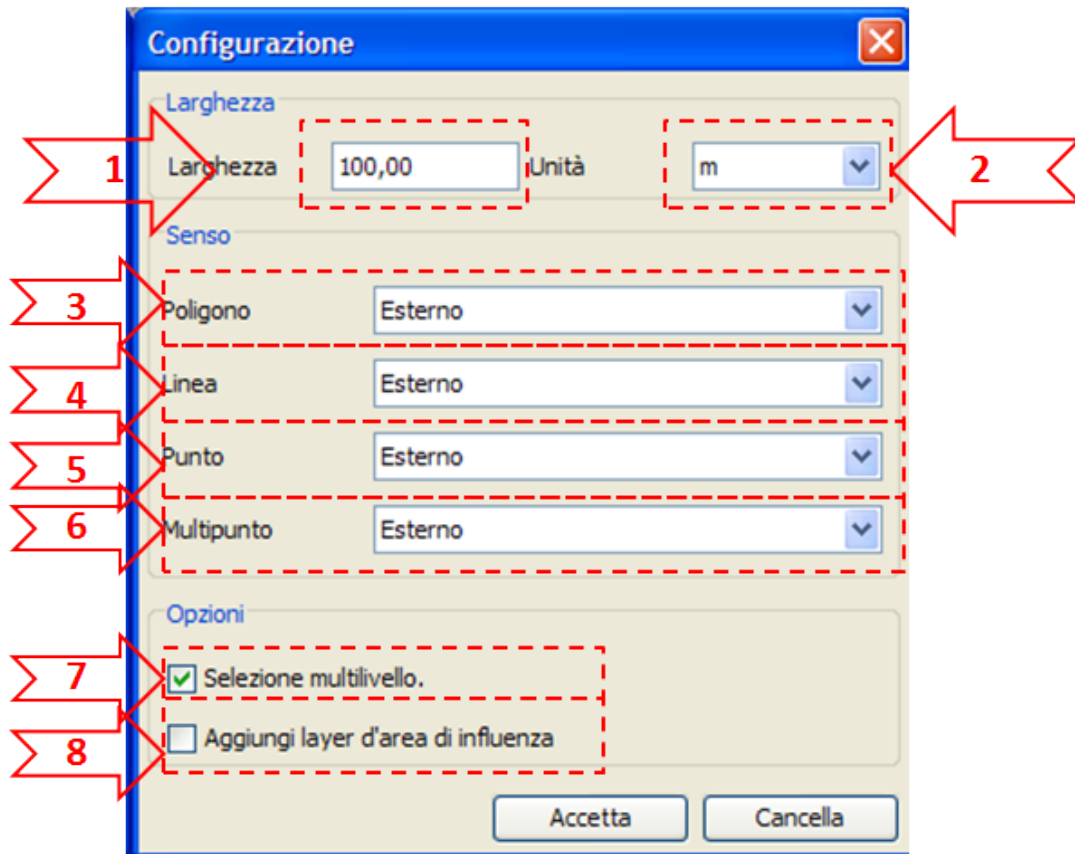 Configurazione
Larghezza
1 Larghezza 100,00 Unità m 2
Senso
3 Poligono Esterno
4 Linea Esterno
5 Punto Esterno
6 Multipunto Esterno
Opzioni
7 Selezione multilivello.
8 Aggiungi layer d'area di influenza
Accetta Cancella